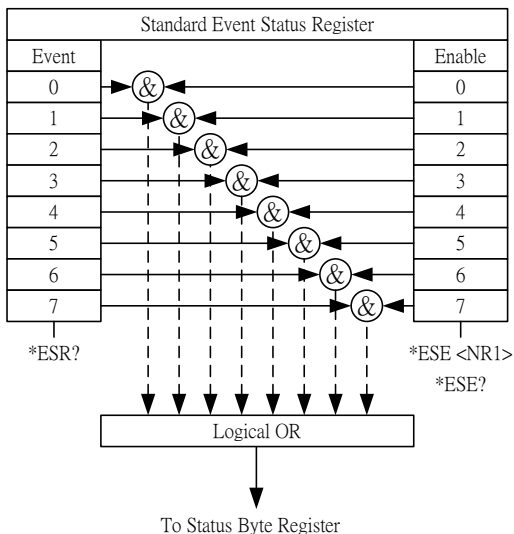 Standard Event Status Register
Event Enable
0 & 0
1 & 1
2 & 2
3 & 3
4 & 4
5 & 5
6 & 6
7 & 7
*ESR? *ESE <NR1>
*ESE?
Logical OR
To Status Byte Register